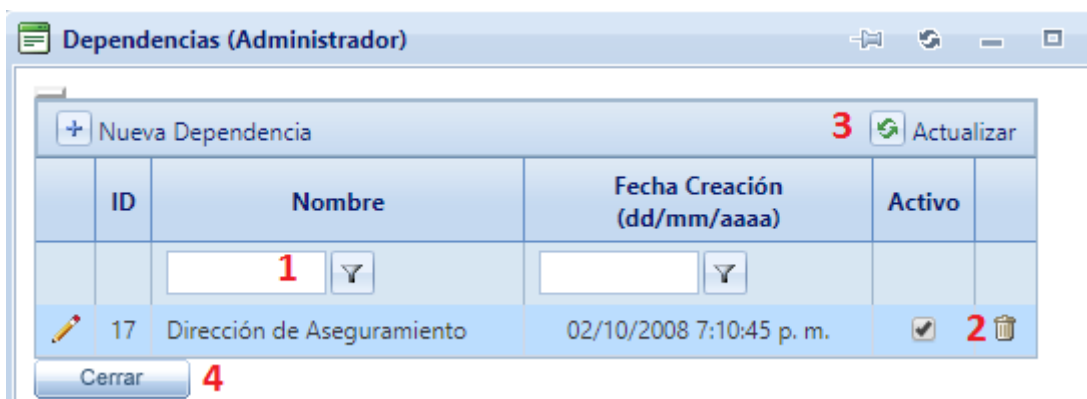 Dependencias (Administrador)
Nueva Dependencia 3 Actualizar
ID Nombre Fecha Creación (dd/mm/aaaa) Activo
1
17 Dirección de Aseguramiento 02/10/2008 7:10:45 p. m. 2
Cerrar 4